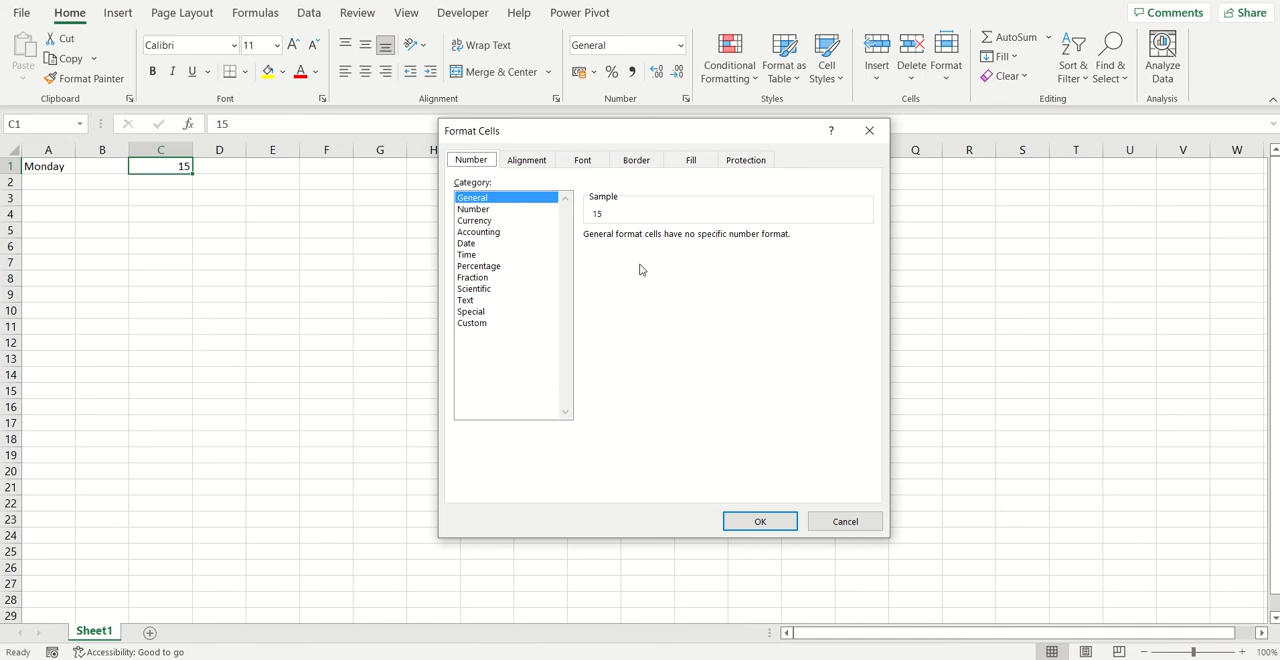 File Home Insert Page Layout Formulas Data Review View Developer Help Power Pivot Comments Share
Paste Cut Copy Format Painter Clipboard
Calibri 11 B I U A Font
Wrap Text Merge & Center Alignment
General % , Number
Conditional Formatting Format as Table Cell Styles Styles
Insert Delete Format Cells
AutoSum Fill Clear Sort & Filter Find & Select Editing
Analyze Data Analysis
C1 fx 15
A B C D E F G H Q R S T U V W
1 Monday 15
2
3
4
5
6
7
8
9
10
11
12
13
14
15
16
17
18
19
20
21
22
23
24
25
26
27
28
29
Format Cells ?
Number Alignment Font Border Fill Protection
Category:
General
Number
Currency
Accounting
Date
Time
Percentage
Fraction
Scientific
Text
Special
Custom
Sample
15
General format cells have no specific number format.
OK Cancel
Sheet1
Ready Accessibility: Good to go 100%